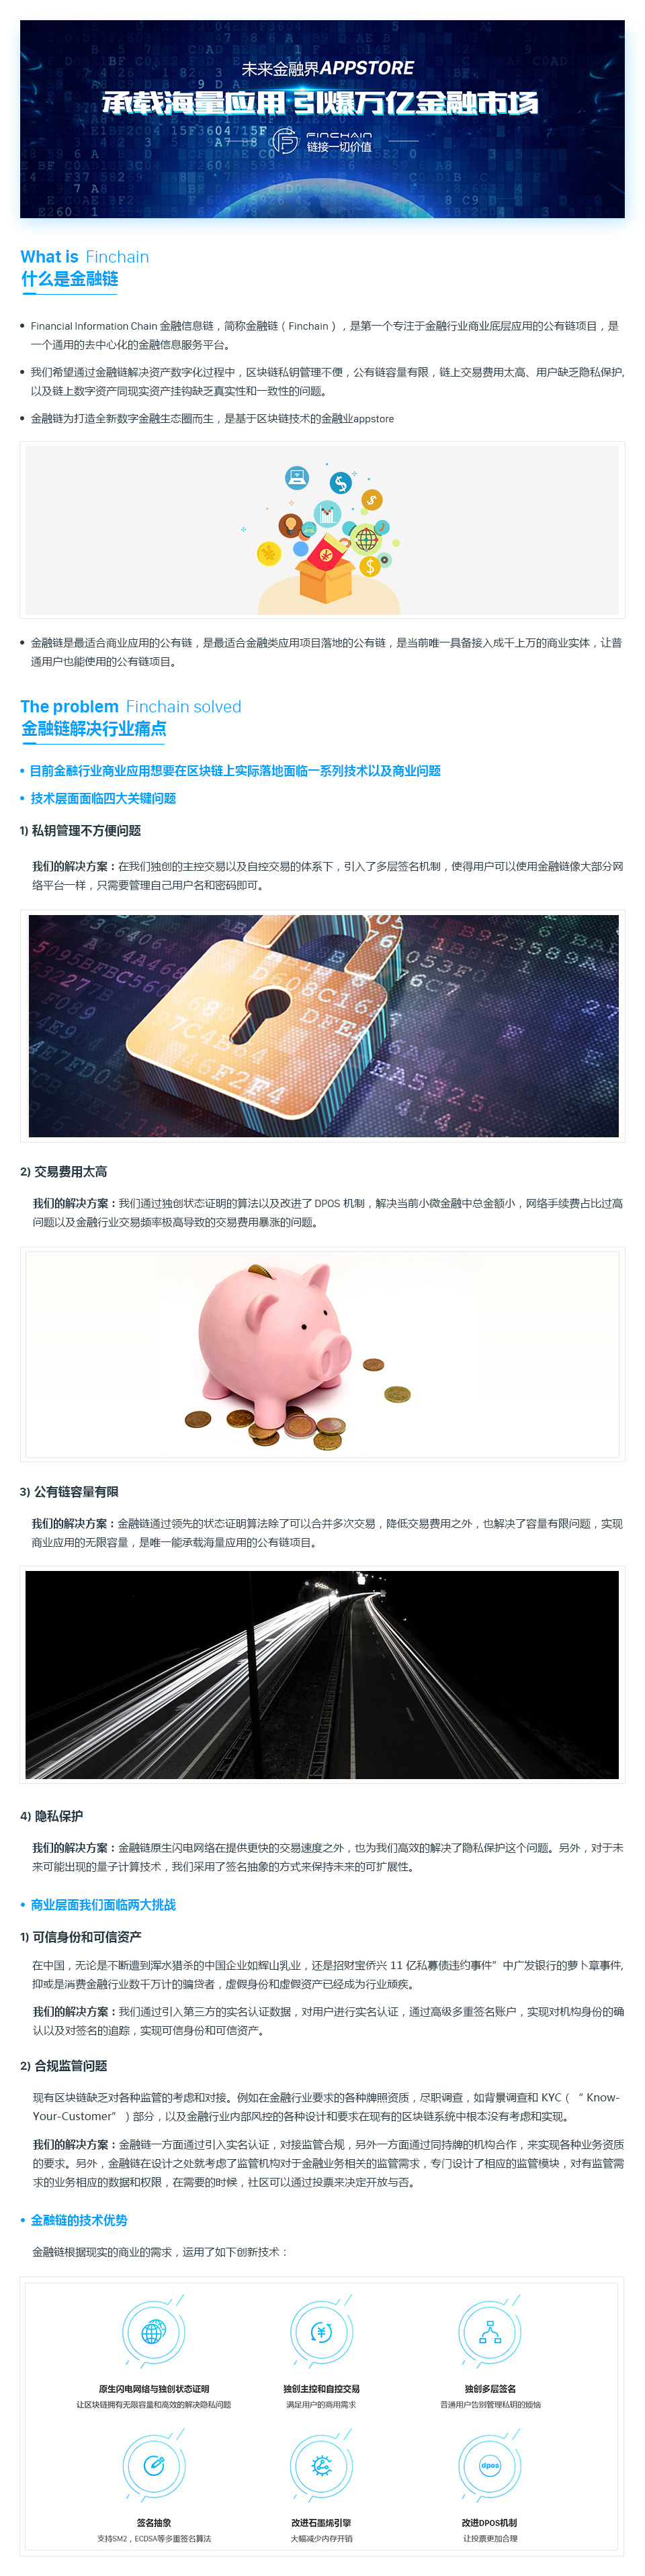 未来金融界APPSTORE
承载海量应用 引爆万亿金融市场
FINCHAIN
链接一切价值
What is Finchain
什么是金融链
• Financial Information Chain 金融信息链，简称金融链（Finchain），是第一个专注于金融行业商业底层应用的公有链项目，是
一个通用的去中心化的金融信息服务平台。
• 我们希望通过金融链解决资产数字化过程中，区块链私钥管理不便，公有链容量有限，链上交易费用太高、用户缺乏隐私保护，
以及链上数字资产同现实资产挂钩缺乏真实性和一致性的问题。
• 金融链为打造全新数字金融生态圈而生，是基于区块链技术的金融业appstore
• 金融链是最适合商业应用的公有链，是最适合金融类应用项目落地的公有链，是当前唯一具备接入成千上万的商业实体，让普
通用户也能使用的公有链项目。
The problem Finchain solved
金融链解决行业痛点
• 目前金融行业商业应用想要在区块链上实际落地面临一系列技术以及商业问题
• 技术层面面临四大关键问题
1) 私钥管理不方便问题
我们的解决方案：在我们独创的主控交易以及自控交易的体系下，引入了多层签名机制，使得用户可以使用金融链像大部分网
络平台一样，只需要管理自己用户名和密码即可。
2) 交易费用太高
我们的解决方案：我们通过独创状态证明的算法以及改进了 DPOS 机制，解决当前小微金融中总金额小，网络手续费占比过高
问题以及金融行业交易频率极高导致的交易费用暴涨的问题。
3) 公有链容量有限
我们的解决方案：金融链通过领先的状态证明算法除了可以合并多次交易，降低交易费用之外，也解决了容量有限问题，实现
商业应用的无限容量，是唯一能承载海量应用的公有链项目。
4) 隐私保护
我们的解决方案：金融链原生闪电网络在提供更快的交易速度之外，也为我们高效的解决了隐私保护这个问题。另外，对于未
来可能出现的量子计算技术，我们采用了签名抽象的方式来保持未来的可扩展性。
• 商业层面我们面临两大挑战
1) 可信身份和可信资产
在中国，无论是不断遭到浑水猎杀的中国企业如辉山乳业，还是招财宝侨兴 11 亿私募债违约事件”中广发银行的萝卜章事件，
抑或是消费金融行业数千万计的骗贷者，虚假身份和虚假资产已经成为行业顽疾。
我们的解决方案：我们通过引入第三方的实名认证数据，对用户进行实名认证，通过高级多重签名账户，实现对机构身份的确
认以及对签名的追踪，实现可信身份和可信资产。
2) 合规监管问题
现有区块链缺乏对各种监管的考虑和对接。例如在金融行业要求的各种牌照资质，尽职调查，如背景调查和 KYC（ “ Know-
Your-Customer” ）部分，以及金融行业内部风控的各种设计和要求在现有的区块链系统中根本没有考虑和实现。
我们的解决方案：金融链一方面通过引入实名认证，对接监管合规，另外一方面通过同持牌的机构合作，来实现各种业务资质
的要求。另外，金融链在设计之处就考虑了监管机构对于金融业务相关的监管需求，专门设计了相应的监管模块，对有监管需
求的业务相应的数据和权限，在需要的时候，社区可以通过投票来决定开放与否。
• 金融链的技术优势
金融链根据现实的商业的需求，运用了如下创新技术：
原生闪电网络与独创状态证明
让区块链拥有无限容量和高效的解决隐私问题
独创主控和自控交易
满足用户的商用需求
独创多层签名
普通用户告别管理私钥的烦恼
签名抽象
支持SM2，ECDSA等多重签名算法
改进石墨烯引擎
大幅减少内存开销
dpos
改进DPOS机制
让投票更加合理